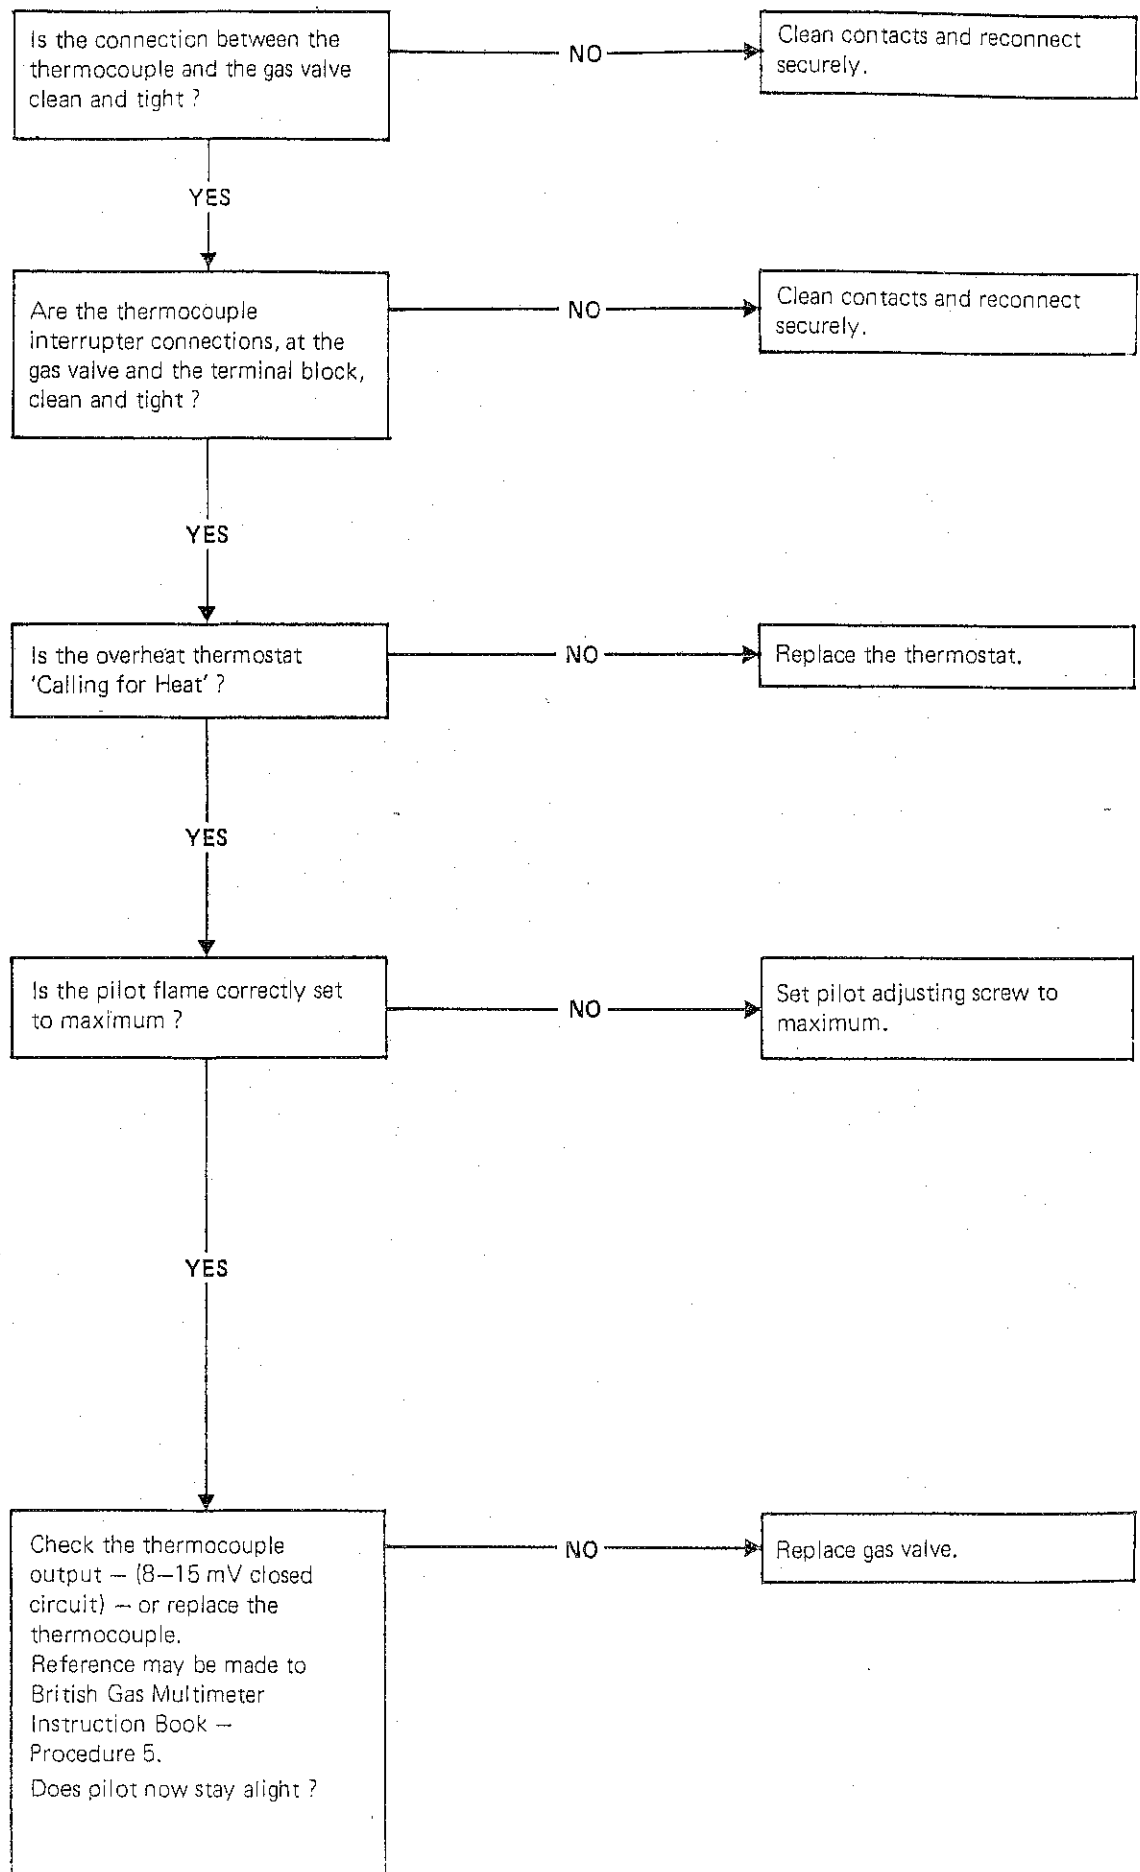 Is the connection between the
thermocouple and the gas valve
clean and tight ?
NO
Clean contacts and reconnect
securely.
YES
Are the thermocouple
interrupter connections, at the
gas valve and the terminal block,
clean and tight ?
NO
Clean contacts and reconnect
securely.
YES
Is the overheat thermostat
'Calling for Heat' ?
NO
Replace the thermostat.
YES
Is the pilot flame correctly set
to maximum ?
NO
Set pilot adjusting screw to
maximum.
YES
Check the thermocouple
output — (8—15 mV closed
circuit) — or replace the
thermocouple.
Reference may be made to
British Gas Multimeter
Instruction Book —
Procedure 5.
Does pilot now stay alight ?
NO
Replace gas valve.